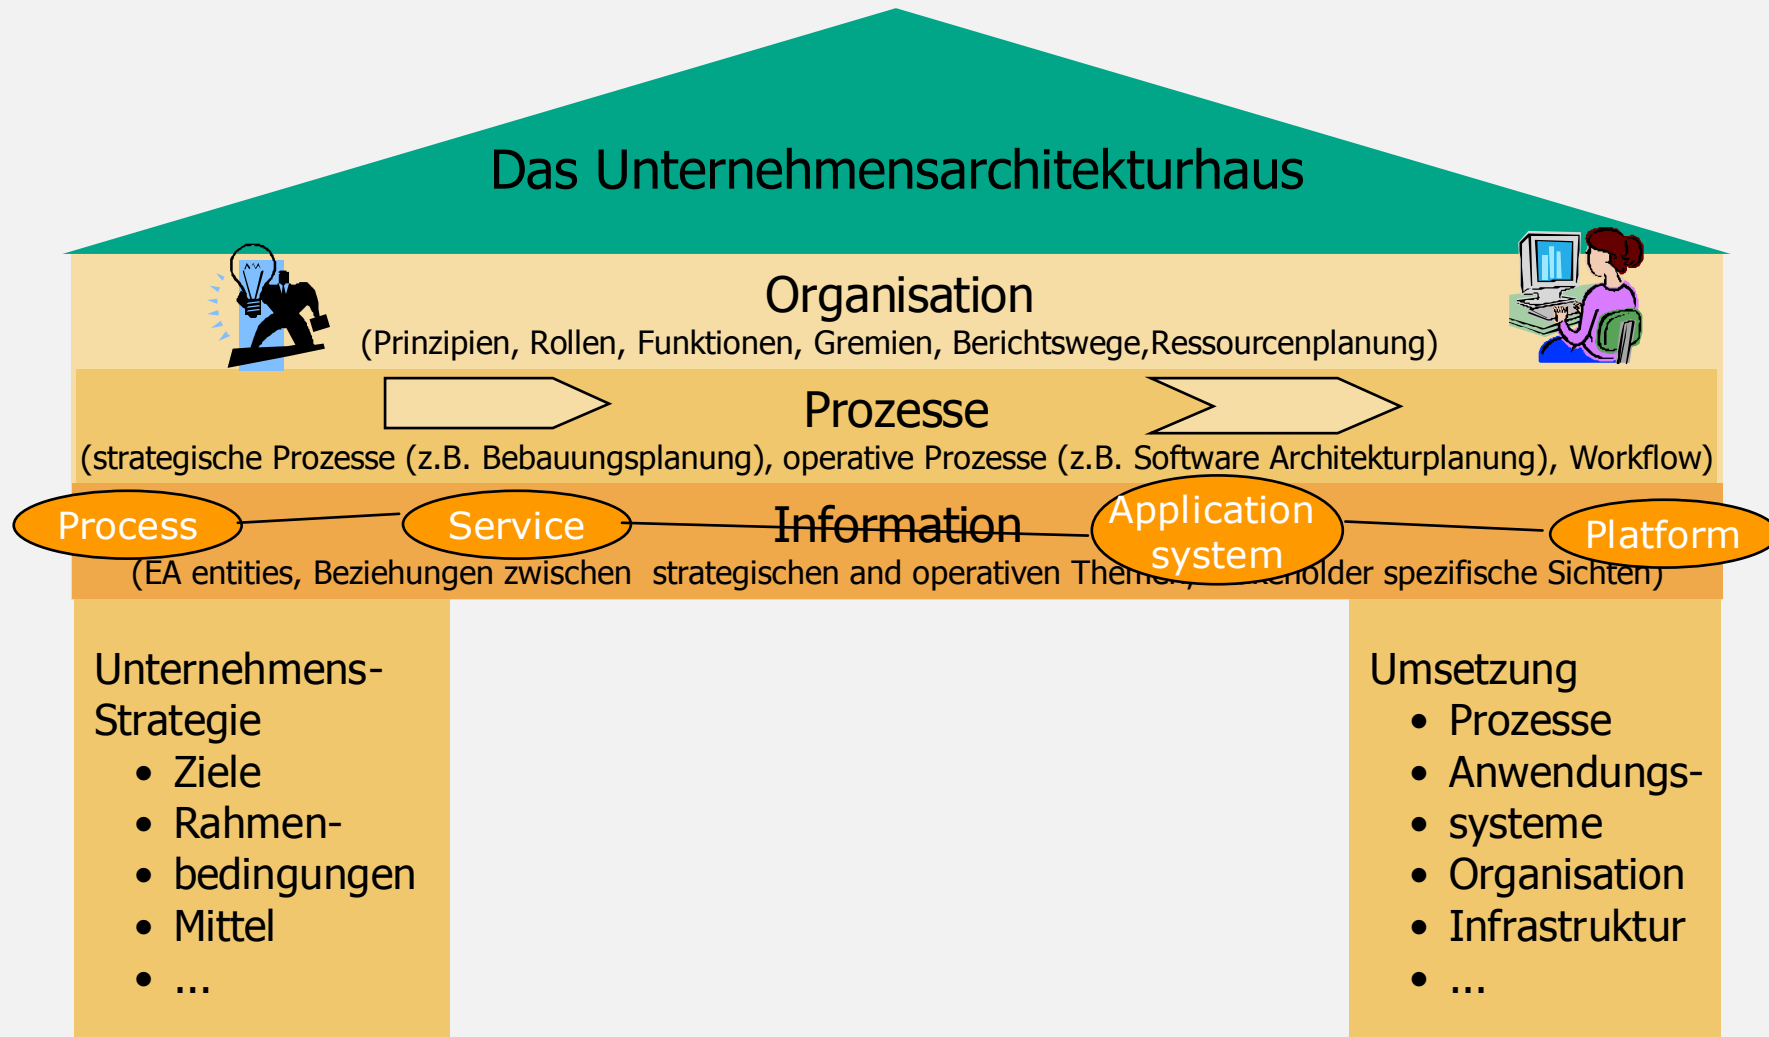 Das Unternehmensarchitekturhaus
Organisation
(Prinzipien, Rollen, Funktionen, Gremien, Berichtswege,Ressourcenplanung)
Prozesse
(strategische Prozesse (z.B. Bebauungsplanung), operative Prozesse (z.B. Software Architekturplanung), Workflow)
Process
Service
Information
Application
system
Platform
(EA entities, Beziehungen zwischen strategischen and operativen spezifische Sichten)
Unternehmens-
Strategie
• Ziele
• Rahmen-
• bedingungen
• Mittel
• ...
Umsetzung
• Prozesse
• Anwendungs-
• systeme
• Organisation
• Infrastruktur
• ...